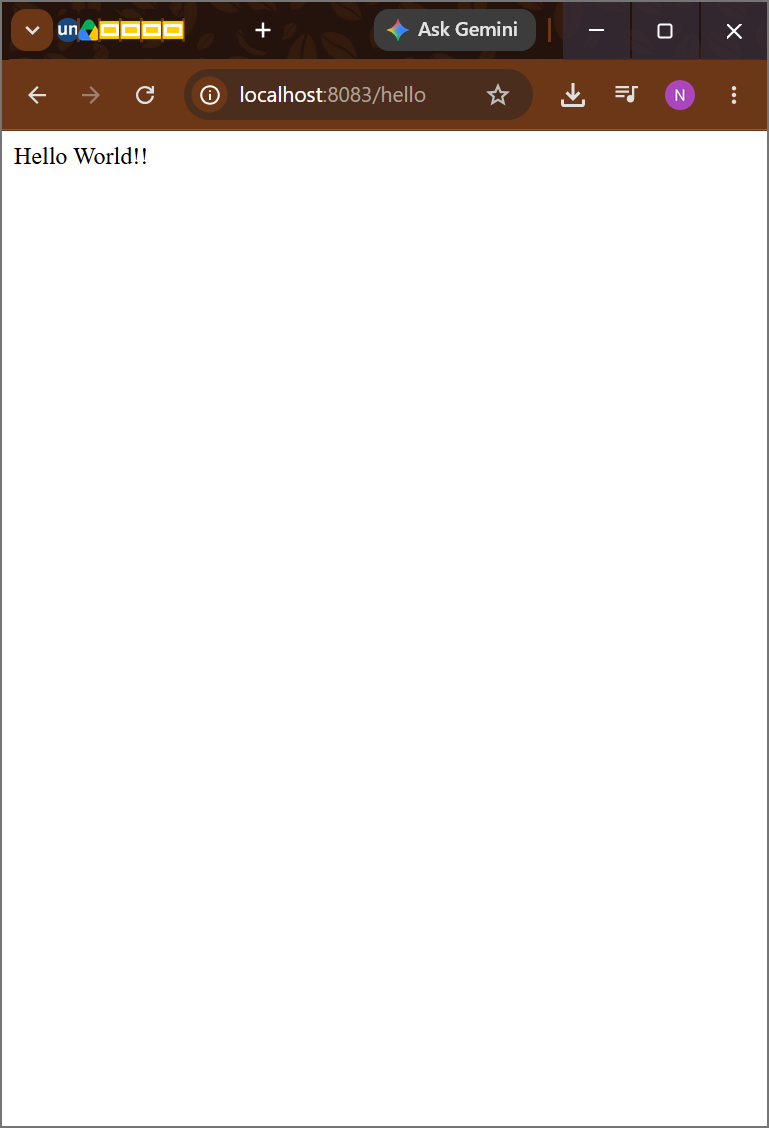 un
Ask Gemini
localhost:8083/hello
N
Hello World!!